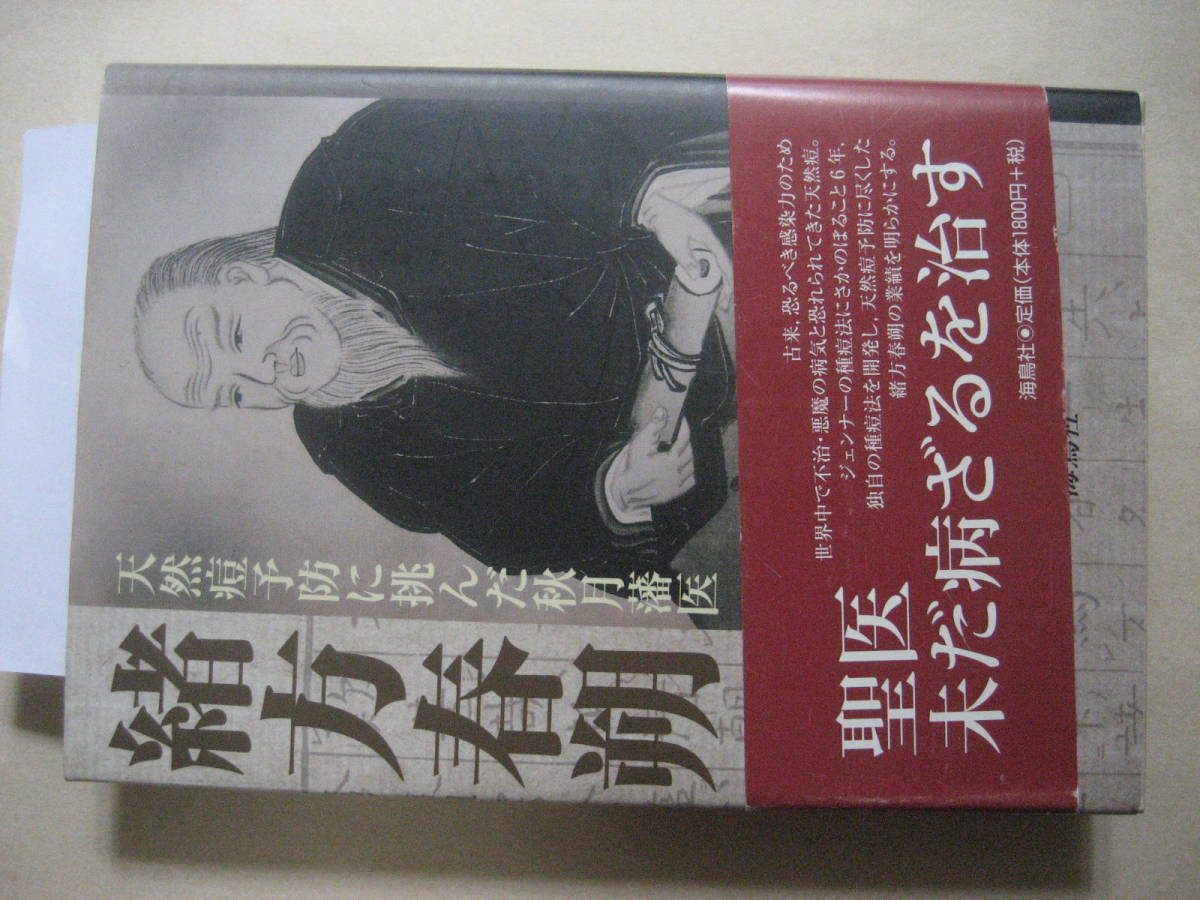 緒方春朔
天然痘予防に挑んだ秋月藩医
古来，恐るべき感染力のため
世界中で不治・悪魔の病気と恐れられてきた天然痘。
ジェンナーの種痘法にさかのぼること6年，
独自の種痘法を開発し，天然痘予防に尽くした
緒方春朔の業績を明らかにする。
聖医
未だ病ざるを治す
海鳥社◉定価(本体1800円+税)